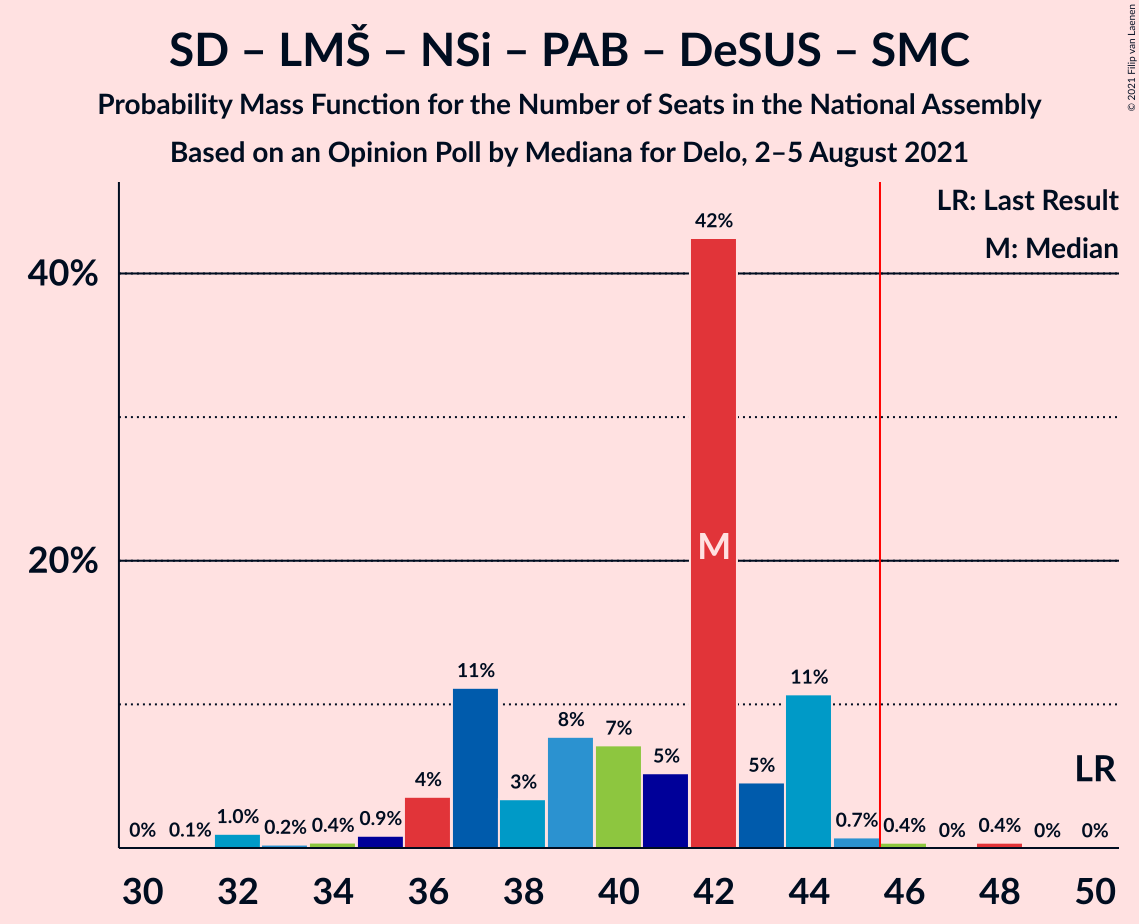 SD – LMŠ – NSi – PAB – DeSUS – SMC
Probability Mass Function for the Number of Seats in the National Assembly
Based on an Opinion Poll by Mediana for Delo, 2–5 August 2021
© 2021 Filip van Laenen
LR: Last Result
M: Median
40%
20%
0% 0.1% 1.0% 0.2% 0.4% 0.9% 4% 11% 3% 8% 7% 5% 42% 5% 11% 0.7% 0.4% 0% 0.4% 0% 0%
M
LR
30 32 34 36 38 40 42 44 46 48 50